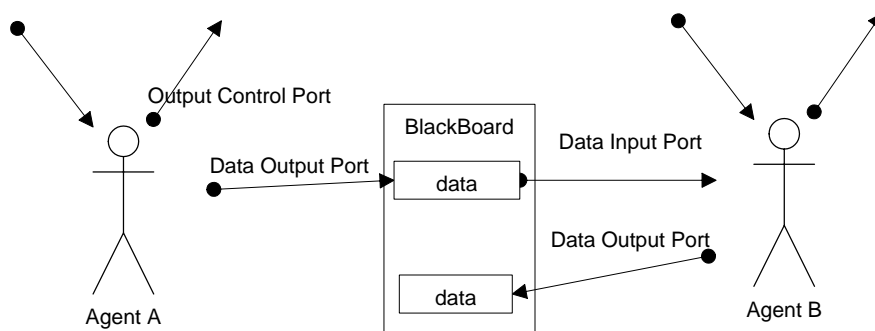 Output Control Port
BlackBoard
Data Input Port
Data Output Port
data
Data Output Port
data
Agent A
Agent B